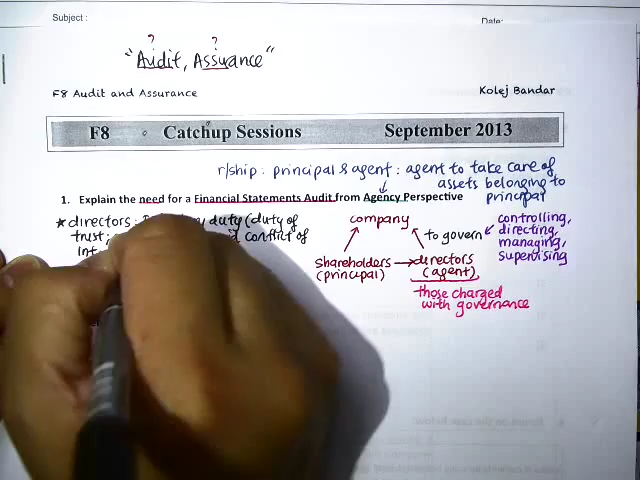 Subject :
Date:
? ?
"Audit, Assurance"
F8 Audit and Assurance
Kolej Bandar
F8 Catchup Sessions September 2013
r/ship : principal & agent : agent to take care of
assets belonging to
principal
1. Explain the need for a Financial Statements Audit from Agency Perspective
★ directors: duty (duty of
trust; conflict of
company
to govern
controlling,
directing,
managing,
supervising
Shareholders
(principal)
directors
(agent)
those charged
with governance